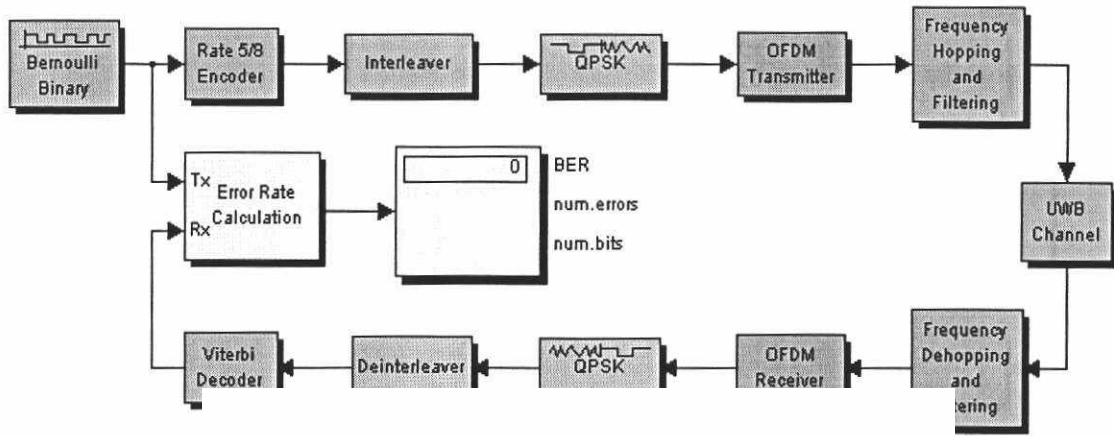 Bernoulli
Binary
Rate 5/8
Encoder
Interleaver
QPSK
OFDM
Transmitter
Frequency
Hopping
and
Filtering
Tx
Rx
Error Rate
Calculation
0
BER
num.errors
num.bits
UWB
Channel
Viterbi
Decoder
Deinterleaver
QPSK
OFDM
Receiver
Frequency
Dehopping
and